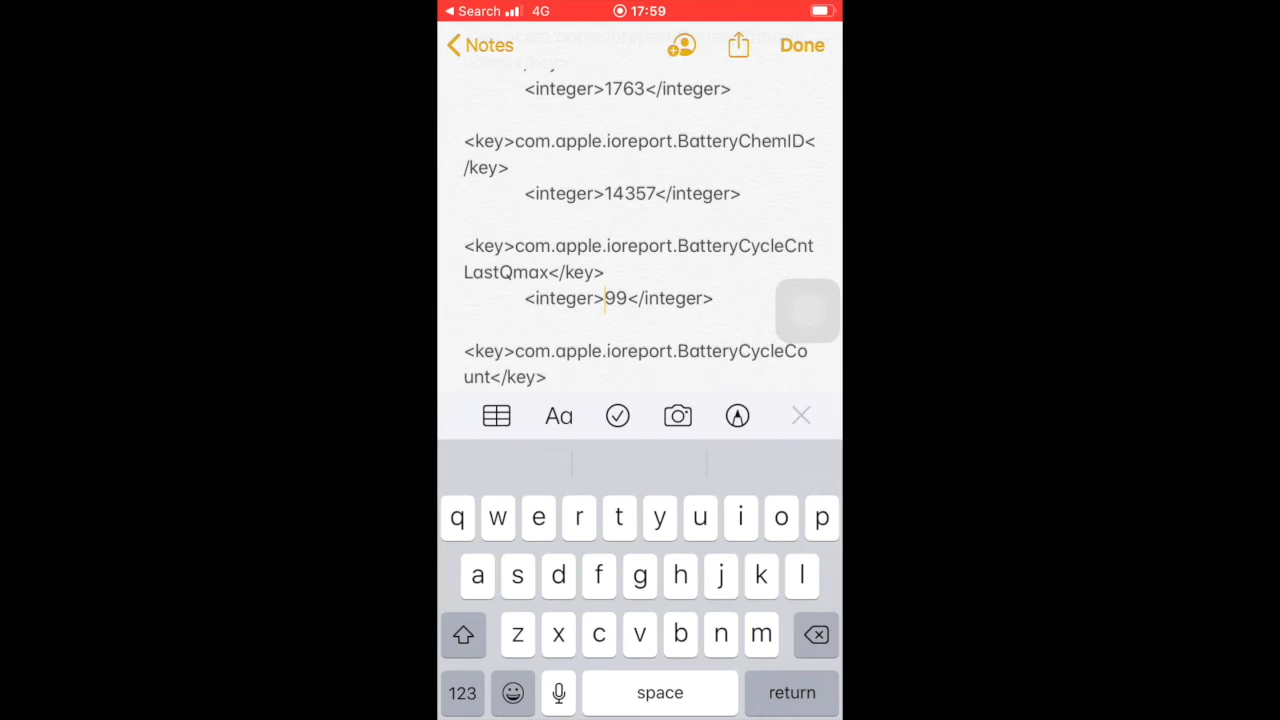 Search 4G 17:59
Notes Done
<integer>1763</integer>
<key>com.apple.ioreport.BatteryChemID<
/key>
<integer>14357</integer>
<key>com.apple.ioreport.BatteryCycleCnt
LastQmax</key>
<integer>99</integer>
<key>com.apple.ioreport.BatteryCycleCo
unt</key>
Aa
q w e r t y u i o p
a s d f g h j k l
z x c v b n m
123 space return